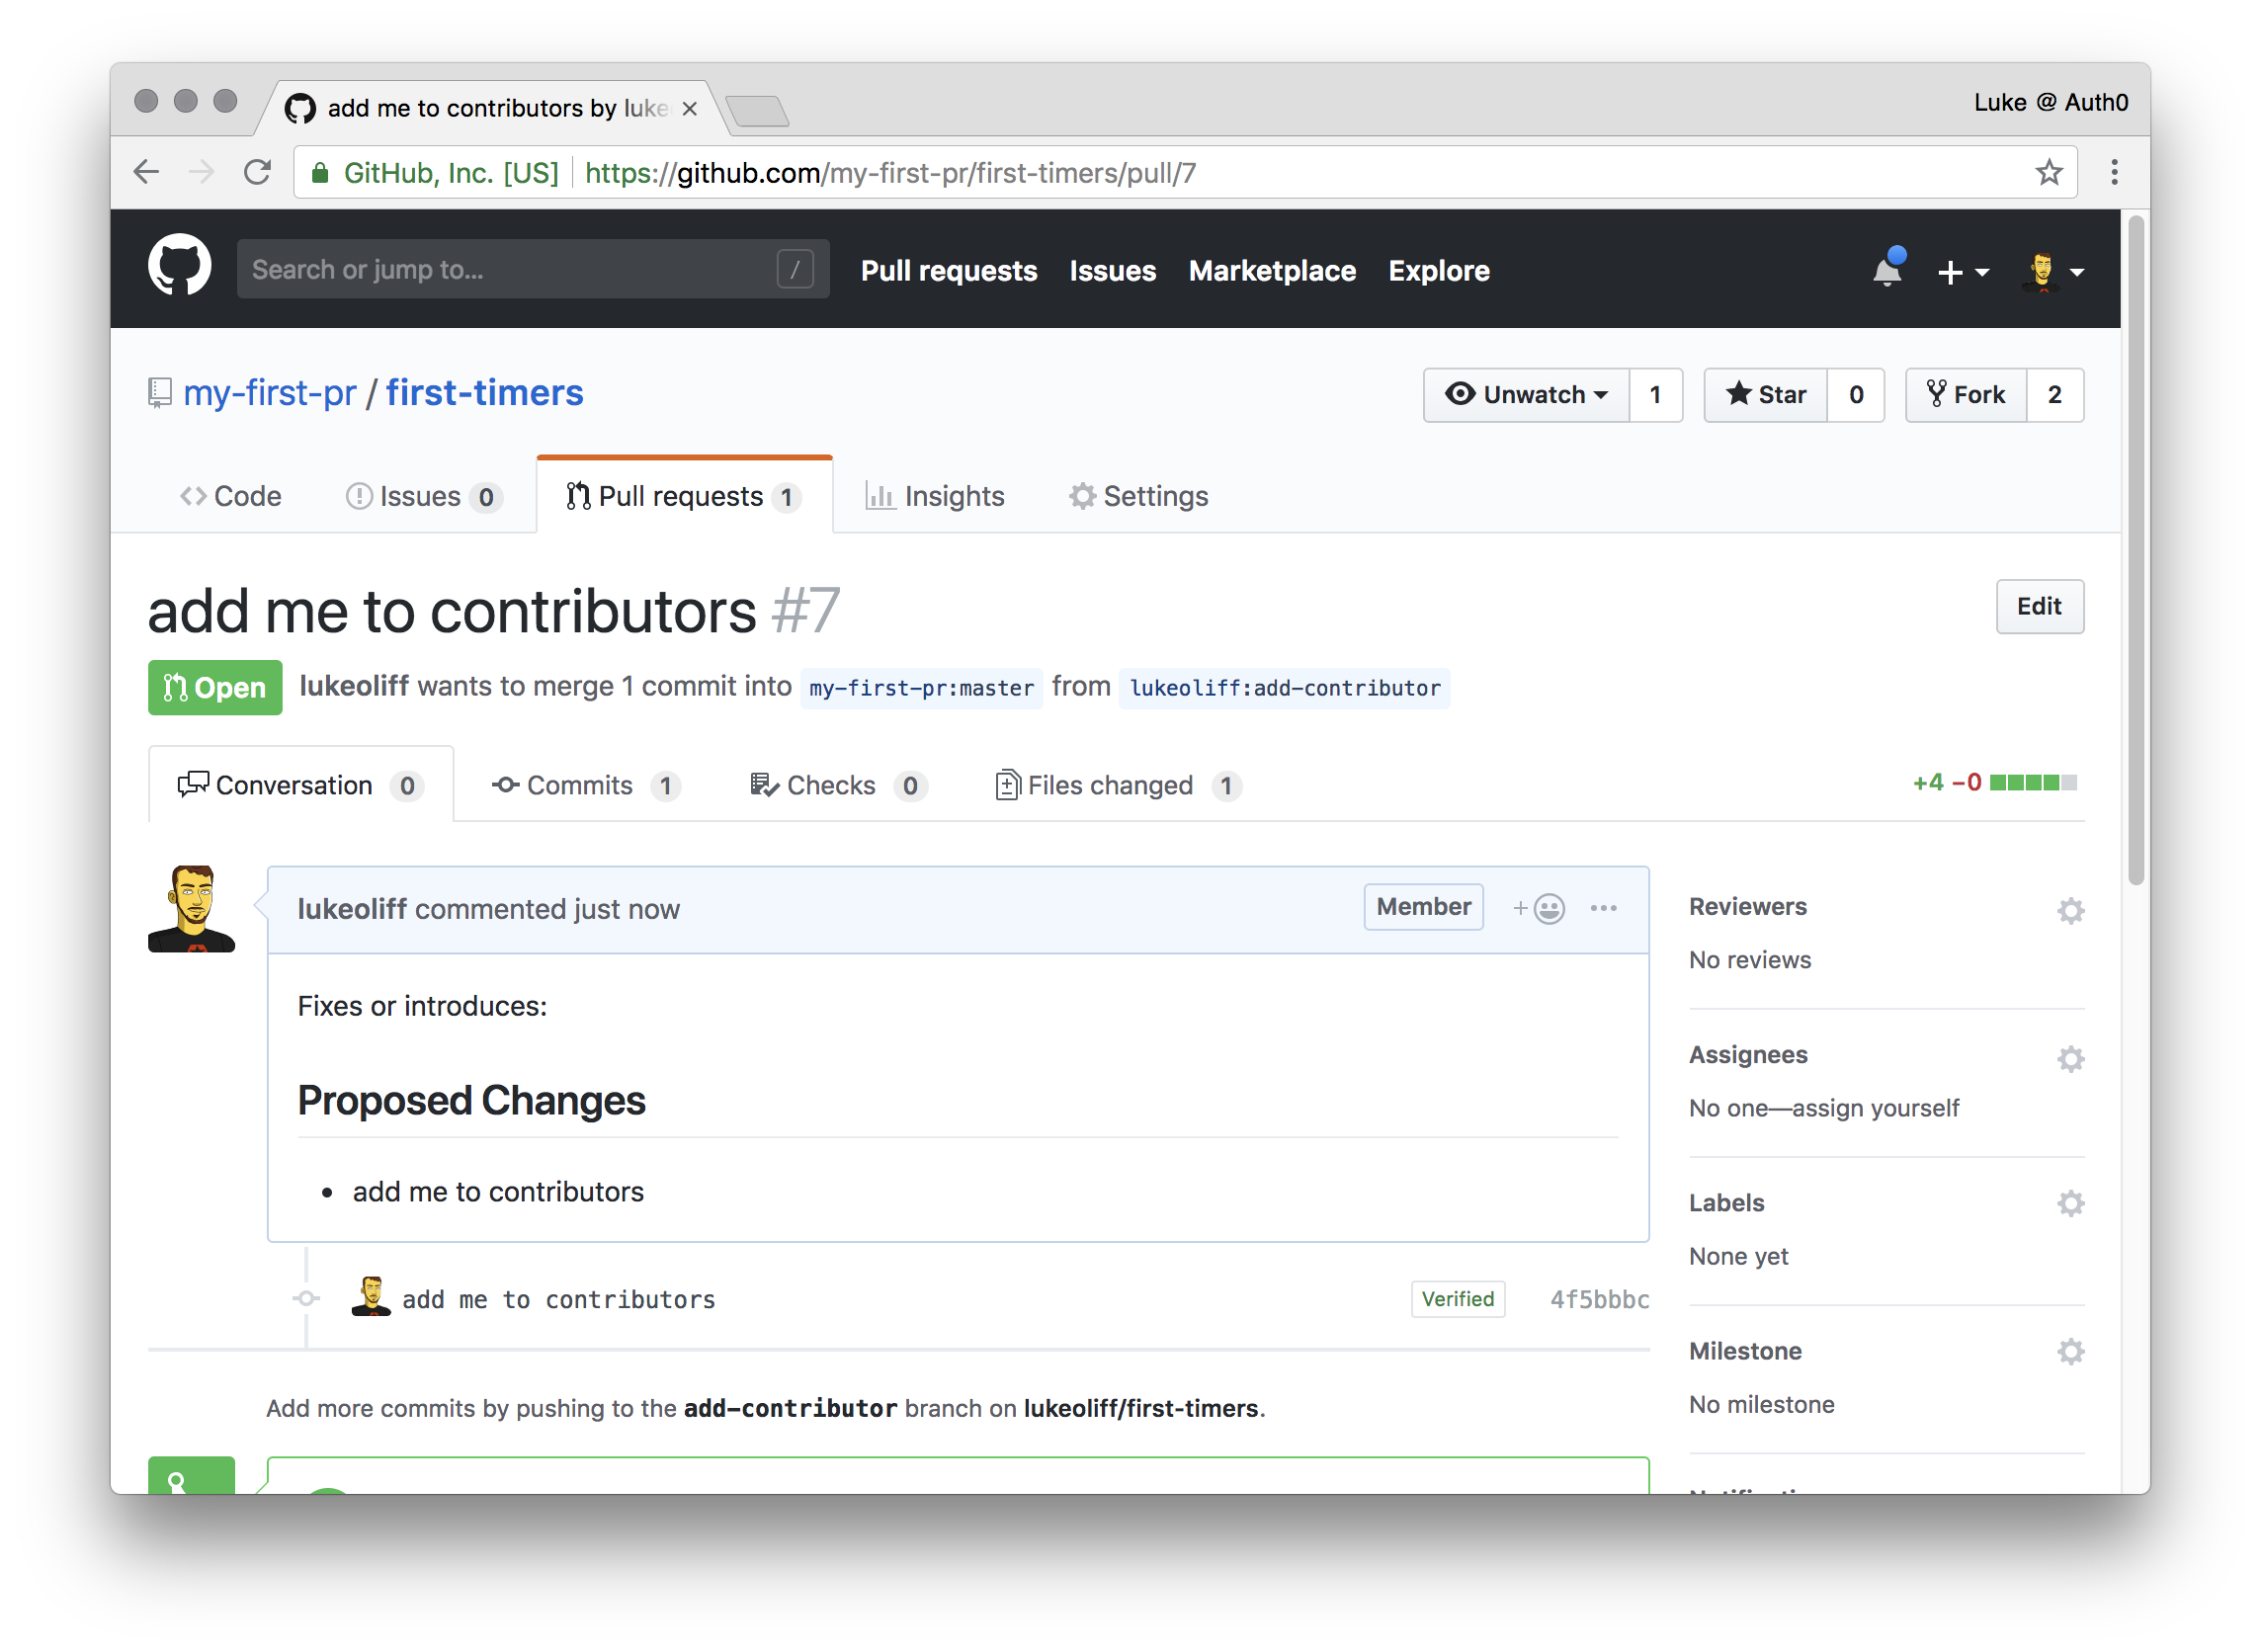 add me to contributors by luke
Luke @ Auth0
GitHub, Inc. [US] https://github.com/my-first-pr/first-timers/pull/7
Search or jump to... /
Pull requests Issues Marketplace Explore
my-first-pr / first-timers
Unwatch 1 Star 0 Fork 2
Code Issues 0 Pull requests 1 Insights Settings
add me to contributors #7
Edit
Open lukeoliff wants to merge 1 commit into my-first-pr:master from lukeoliff:add-contributor
Conversation 0 Commits 1 Checks 0 Files changed 1
+4 −0
lukeoliff commented just now
Member
Fixes or introduces:
Proposed Changes
• add me to contributors
add me to contributors
Verified 4f5bbbc
Add more commits by pushing to the add-contributor branch on lukeoliff/first-timers.
Reviewers
No reviews
Assignees
No one—assign yourself
Labels
None yet
Milestone
No milestone